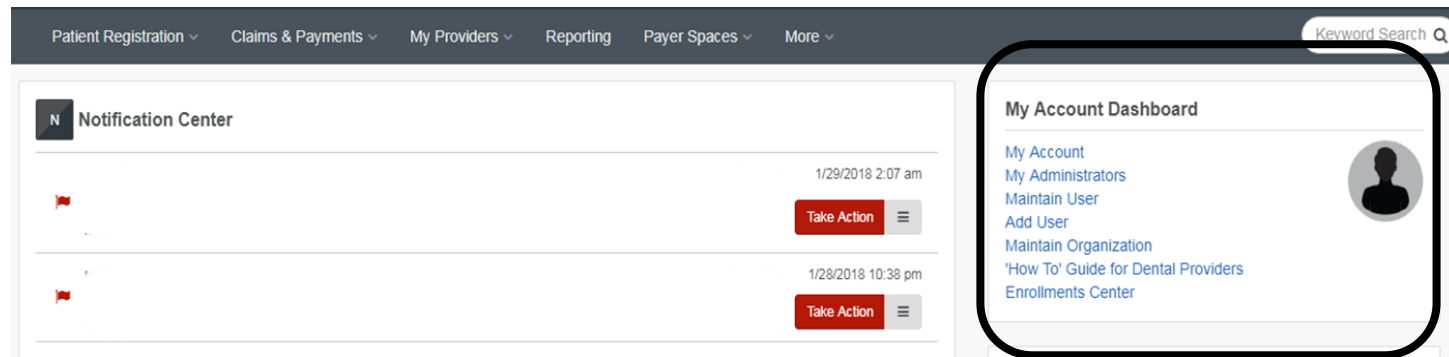 Patient Registration Claims & Payments My Providers Reporting Payer Spaces More Keyword Search
N Notification Center
1/29/2018 2:07 am
Take Action
1/28/2018 10:38 pm
Take Action
My Account Dashboard
My Account
My Administrators
Maintain User
Add User
Maintain Organization
'How To' Guide for Dental Providers
Enrollments Center